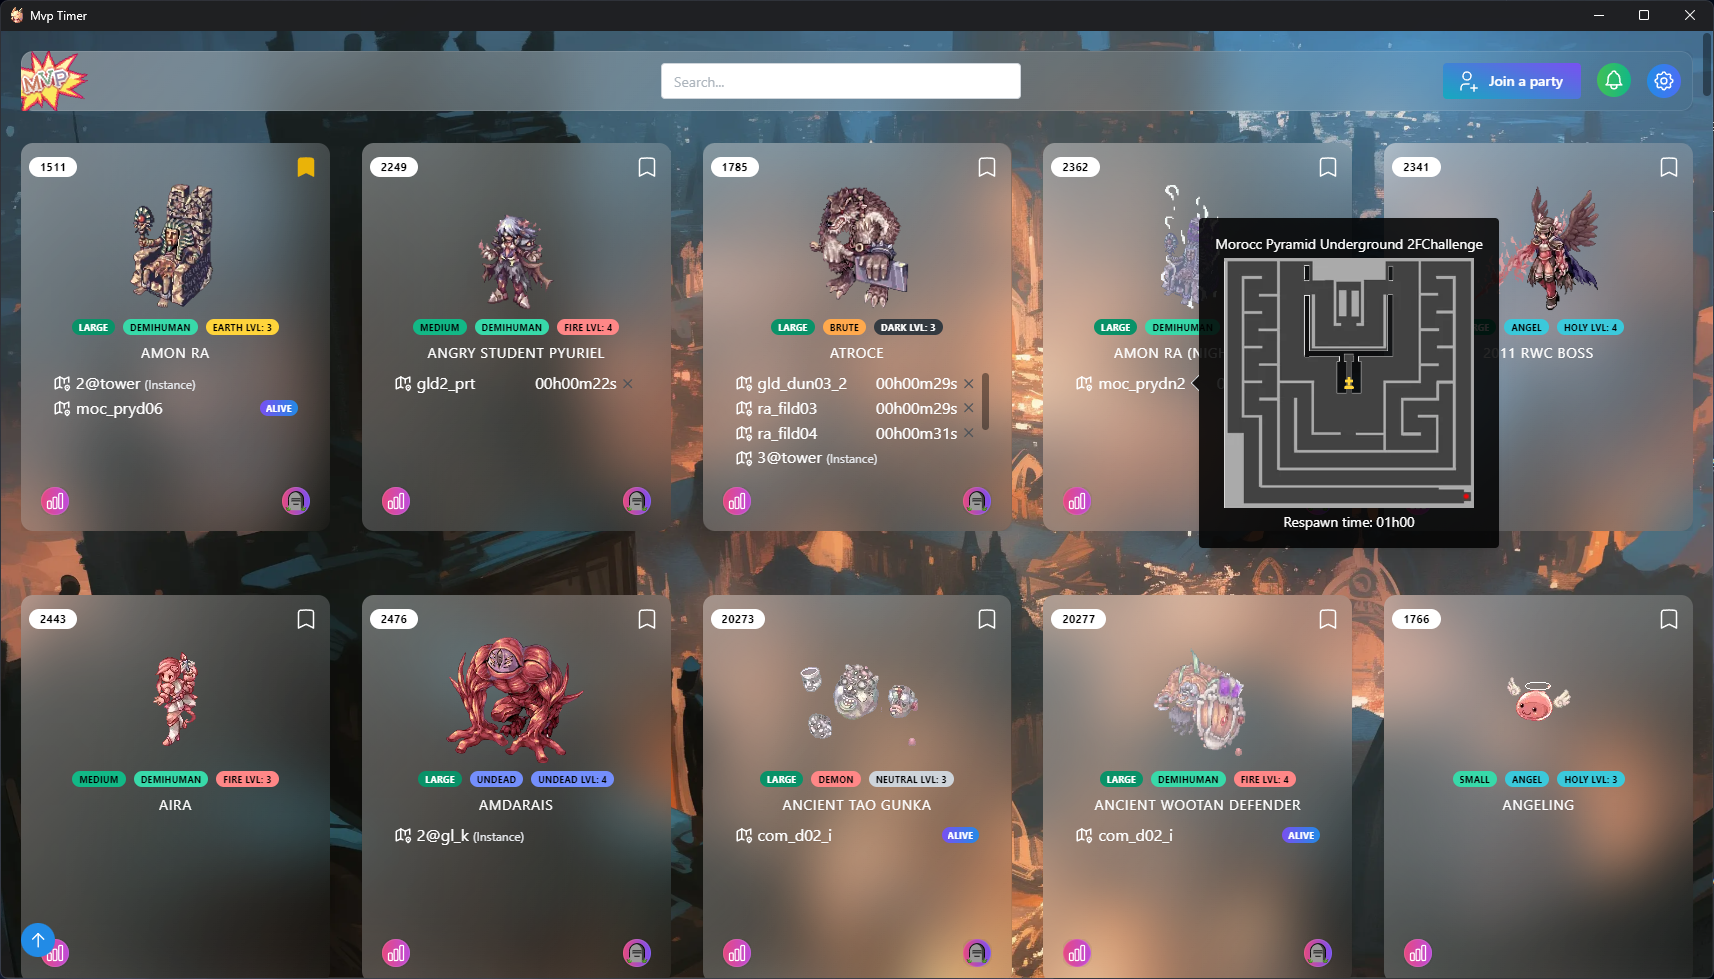 Mvp Timer
MVP
Search...
Join a party
1511
LARGE DEMIHUMAN EARTH LVL: 3
AMON RA
2@tower (Instance)
moc_pryd06 ALIVE
2249
MEDIUM DEMIHUMAN FIRE LVL: 4
ANGRY STUDENT PYURIEL
gld2_prt 00h00m22s
1785
LARGE BRUTE DARK LVL: 3
ATROCE
gld_dun03_2 00h00m29s
ra_fild03 00h00m29s
ra_fild04 00h00m31s
3@tower (Instance)
2362
LARGE DEMIHUMAN
AMON RA (NIGH
moc_prydn2
Morocc Pyramid Underground 2FChallenge
Respawn time: 01h00
2341
ANGEL HOLY LVL: 4
2011 RWC BOSS
2443
MEDIUM DEMIHUMAN FIRE LVL: 3
AIRA
2476
LARGE UNDEAD UNDEAD LVL: 4
AMDARAIS
2@gl_k (Instance)
20273
LARGE DEMON NEUTRAL LVL: 3
ANCIENT TAO GUNKA
com_d02_i ALIVE
20277
LARGE DEMIHUMAN FIRE LVL: 4
ANCIENT WOOTAN DEFENDER
com_d02_i ALIVE
1766
SMALL ANGEL HOLY LVL: 3
ANGELING